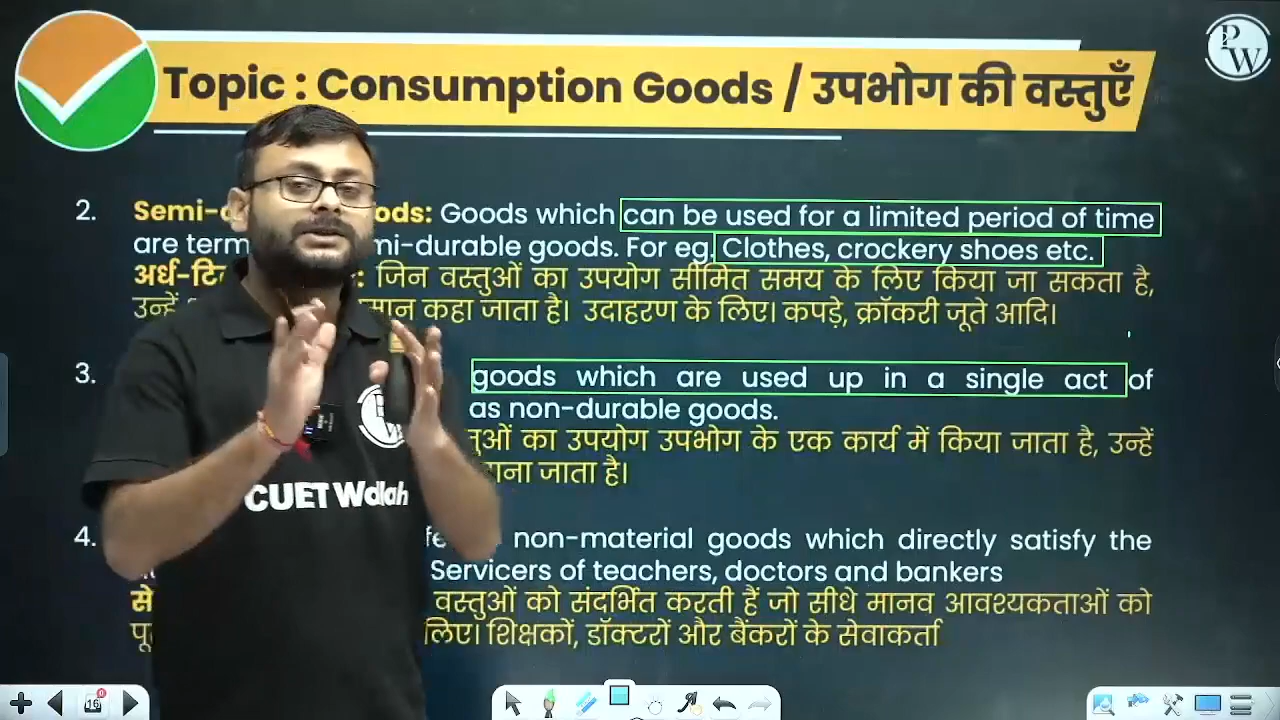 Topic : Consumption Goods / उपभोग की वस्तुएँ
PW
2. Goods which can be used for a limited period of time
are mi-durable goods. For eg. Clothes, crockery shoes etc.
जिन वस्तुओं का उपयोग सीमित समय के लिए किया जा सकता है,
उन्हें कहा जाता है। उदाहरण के लिए। कपड़े, क्रॉकरी जूते आदि।
3. goods which are used up in a single act of
as non-durable goods.
का उपयोग उपभोग के एक कार्य में किया जाता है, उन्हें
जाता है।
4. non-material goods which directly satisfy the
Servicers of teachers, doctors and bankers
वस्तुओं को संदर्भित करती हैं जो सीधे मानव आवश्यकताओं को
लिए। शिक्षकों, डॉक्टरों और बैंकरों के सेवाकर्ता
CUET Wallah
16
0